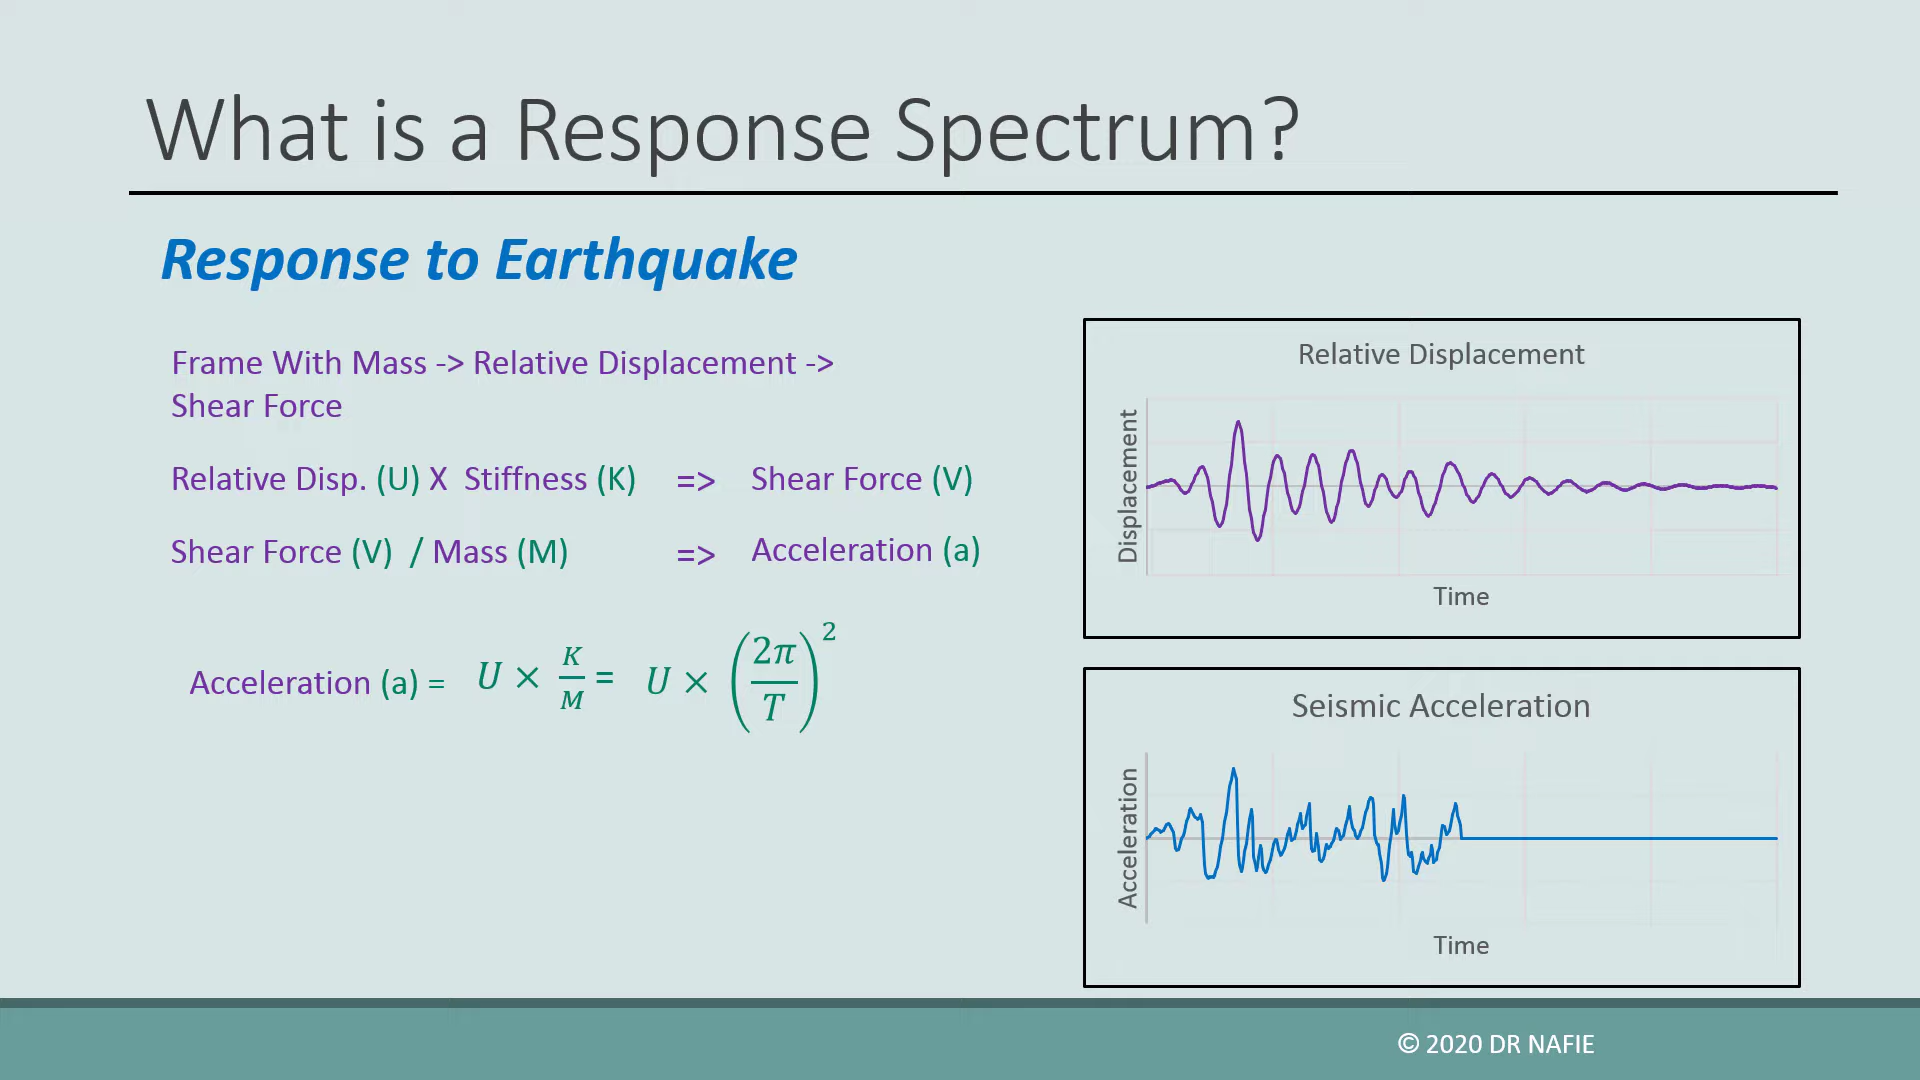 What is a Response Spectrum?
Response to Earthquake
Frame With Mass -> Relative Displacement ->
Shear Force
Relative Disp. (U) X Stiffness (K) => Shear Force (V)
Shear Force (V) / Mass (M) => Acceleration (a)
Acceleration (a) = U × K/M = U × (2π/T)²
Relative Displacement
Displacement
Time
Seismic Acceleration
Acceleration
Time
© 2020 DR NAFIE